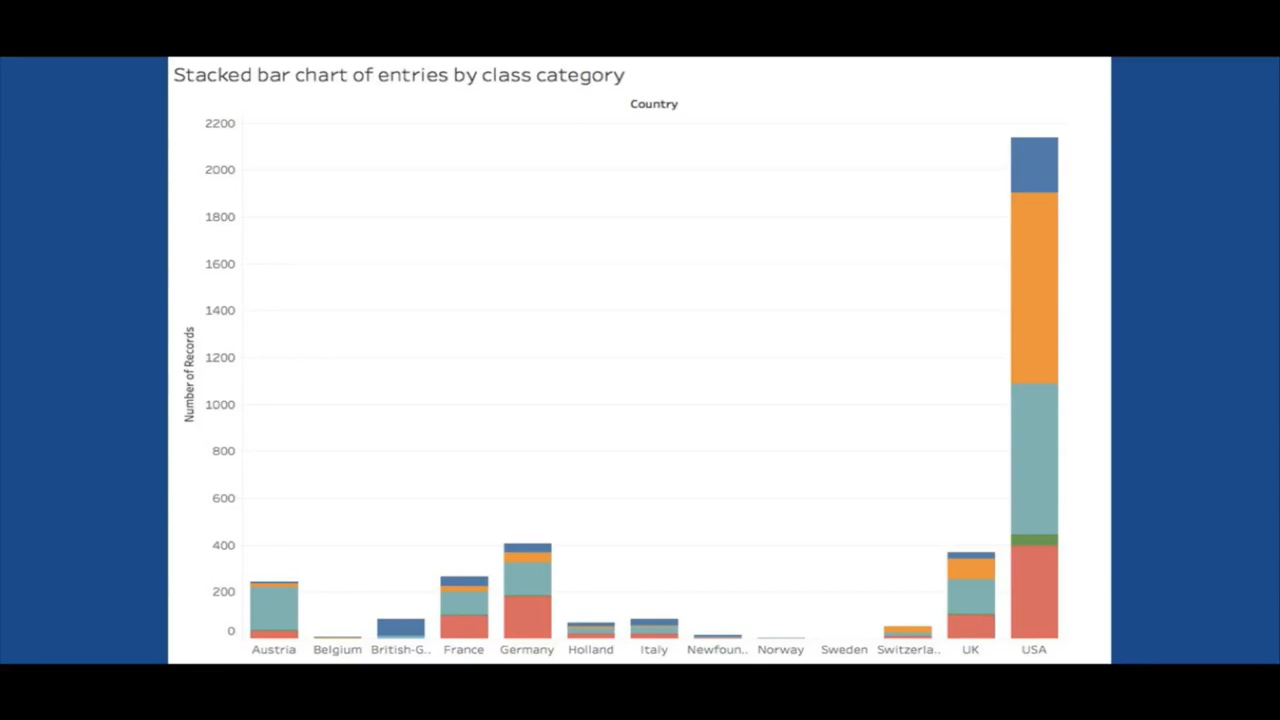 Stacked bar chart of entries by class category
Country
2200
2000
1800
1600
1400
1200
1000
800
600
400
200
0
Number of Records
Austria
Belgium
British-G..
France
Germany
Holland
Italy
Newfoun..
Norway
Sweden
Switzerla..
UK
USA